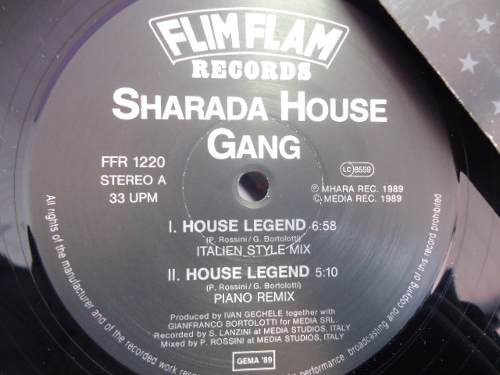 FLIM FLAM
RECORDS
SHARADA HOUSE
GANG
FFR 1220
STEREO A
33 UPM
LC 8559
Ⓟ MHARA REC. 1989
© MEDIA REC. 1989
I. HOUSE LEGEND 6:58
(P. Rossini/G. Bortolotti)
ITALIEN STYLE MIX
II. HOUSE LEGEND 5:10
(P. Rossini/G. Bortolotti)
PIANO REMIX
Produced by IVAN GECHELE together with
GIANFRANCO BORTOLOTTI for MEDIA SRL
Recorded by S. LANZINI at MEDIA STUDIOS, ITALY
Mixed by P. ROSSINI at MEDIA STUDIOS, ITALY
GEMA '89
All rights of the manufacturer and of the recorded work
performance, broadcasting and copying of this record prohibited